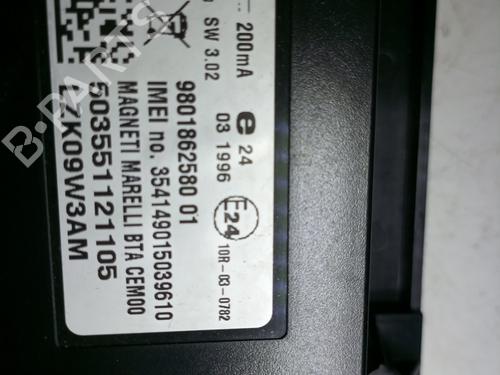 200mA
SW 3.02
e 24
03 1996
E24
10R-03-0782
9801862580 01
IMEI no. 354149015039610
MAGNETI MARELLI BTA CEM00
503551121105
K09W3AM
B-PARTS